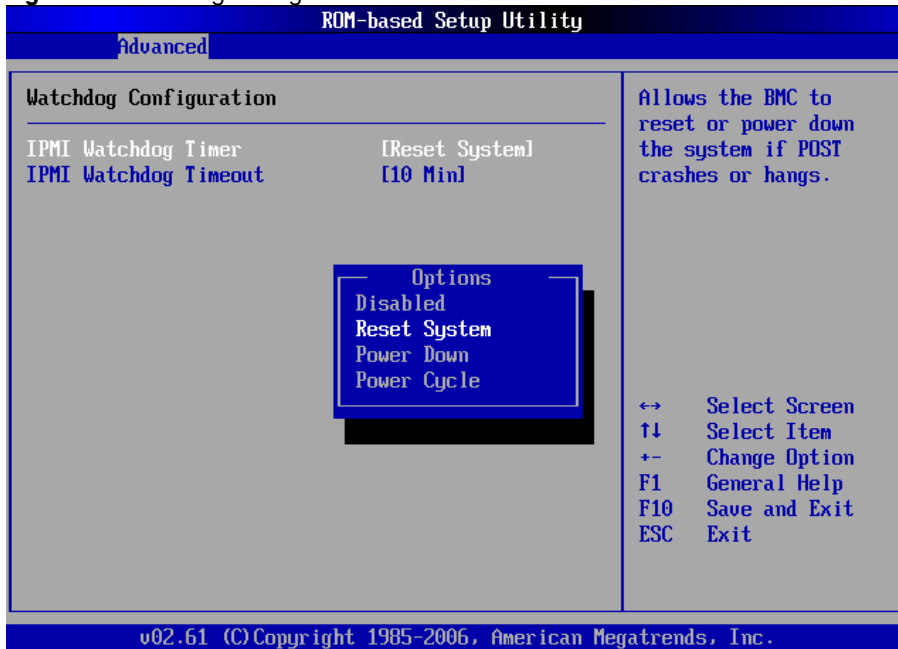 ROM-based Setup Utility
Advanced
Watchdog Configuration
IPMI Watchdog Timer [Reset System]
IPMI Watchdog Timeout [10 Min]
Options
Disabled
Reset System
Power Down
Power Cycle
Allows the BMC to
reset or power down
the system if POST
crashes or hangs.
↔ Select Screen
↑↓ Select Item
+- Change Option
F1 General Help
F10 Save and Exit
ESC Exit
v02.61 (C)Copyright 1985-2006, American Megatrends, Inc.